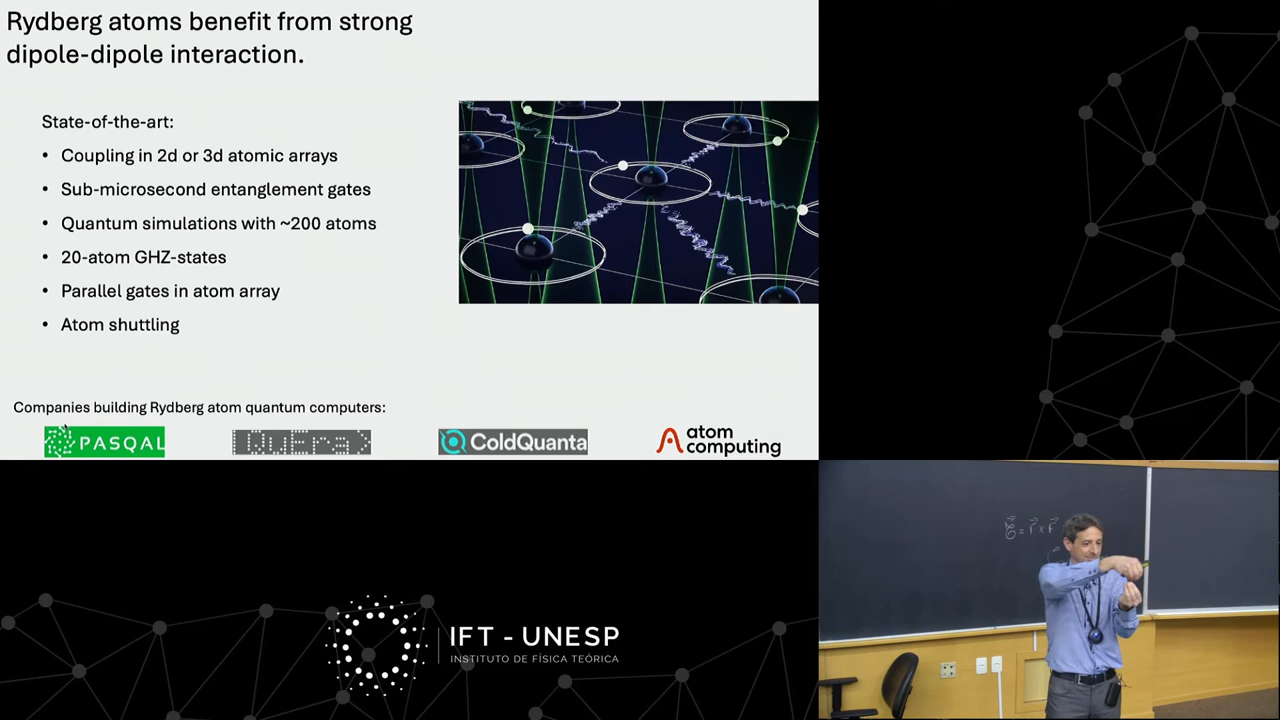 Rydberg atoms benefit from strong
dipole-dipole interaction.
State-of-the-art:
• Coupling in 2d or 3d atomic arrays
• Sub-microsecond entanglement gates
• Quantum simulations with ~200 atoms
• 20-atom GHZ-states
• Parallel gates in atom array
• Atom shuttling
Companies building Rydberg atom quantum computers:
PASQAL
QuEra>
ColdQuanta
atom
computing
= r⃗ × F⃗
IFT - UNESP
INSTITUTO DE FÍSICA TEÓRICA